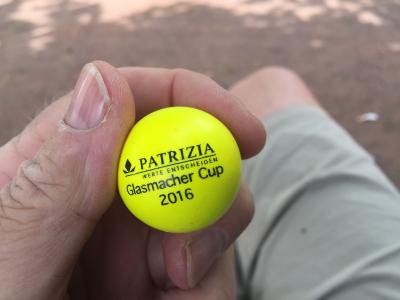 PATRIZIA
WERTE ENTSCHEIDEN
Glasmacher Cup
2016